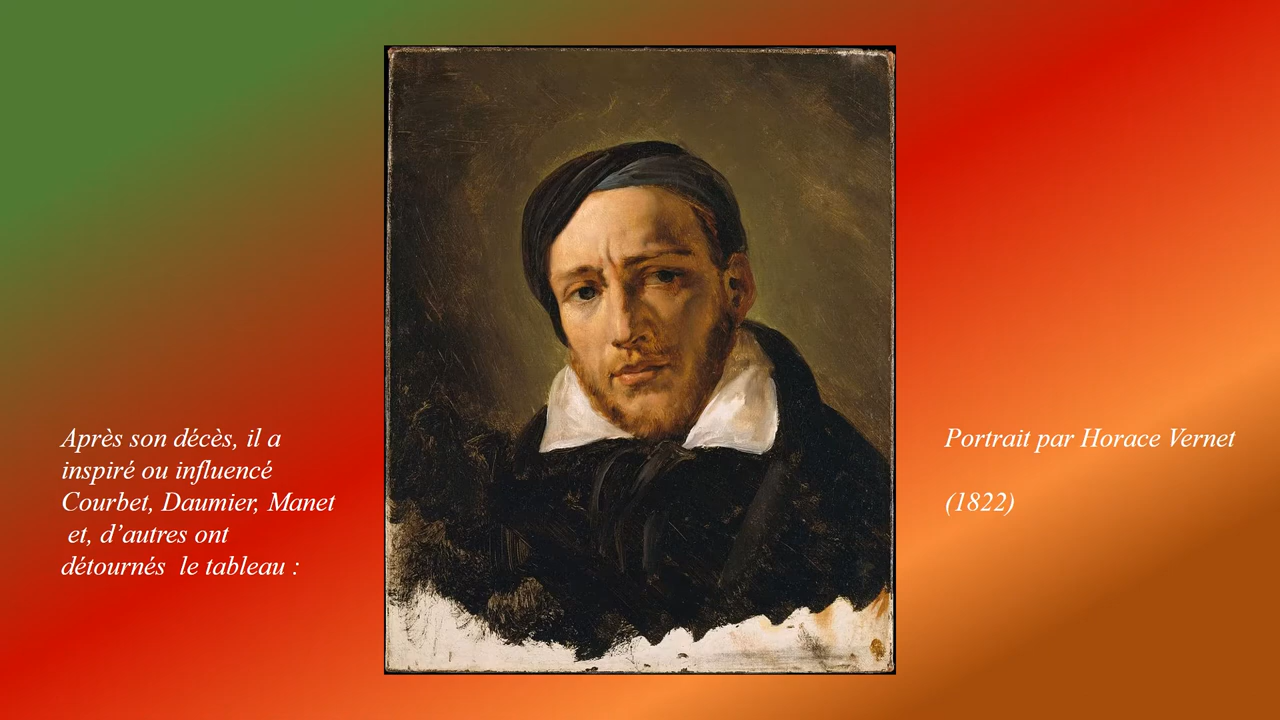 Après son décès, il a
inspiré ou influencé
Courbet, Daumier, Manet
et, d’autres ont
détournés  le tableau :
Portrait par Horace Vernet
(1822)